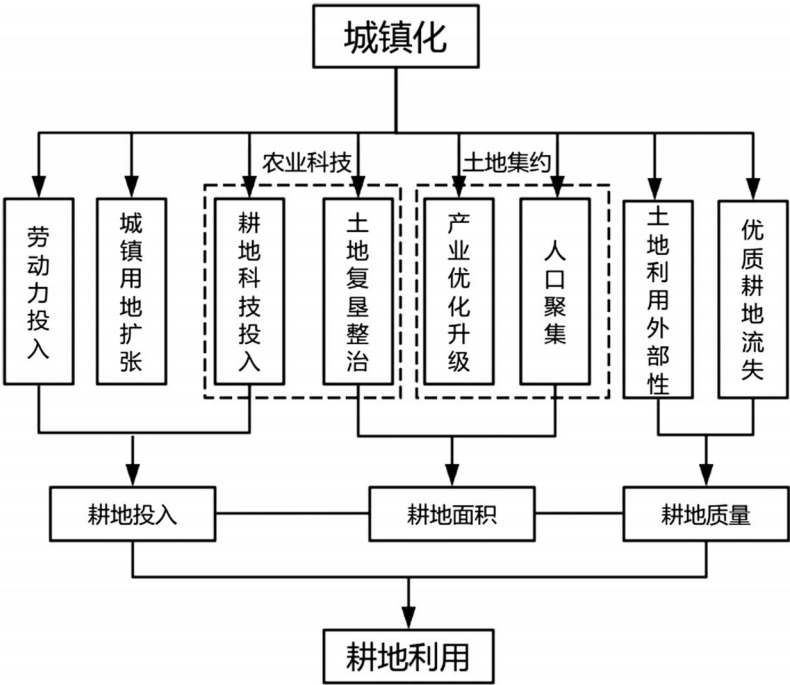 城镇化
农业科技
土地集约
劳动力投入
城镇用地扩张
耕地科技投入
土地复垦整治
产业优化升级
人口聚集
土地利用外部性
优质耕地流失
耕地投入
耕地面积
耕地质量
耕地利用